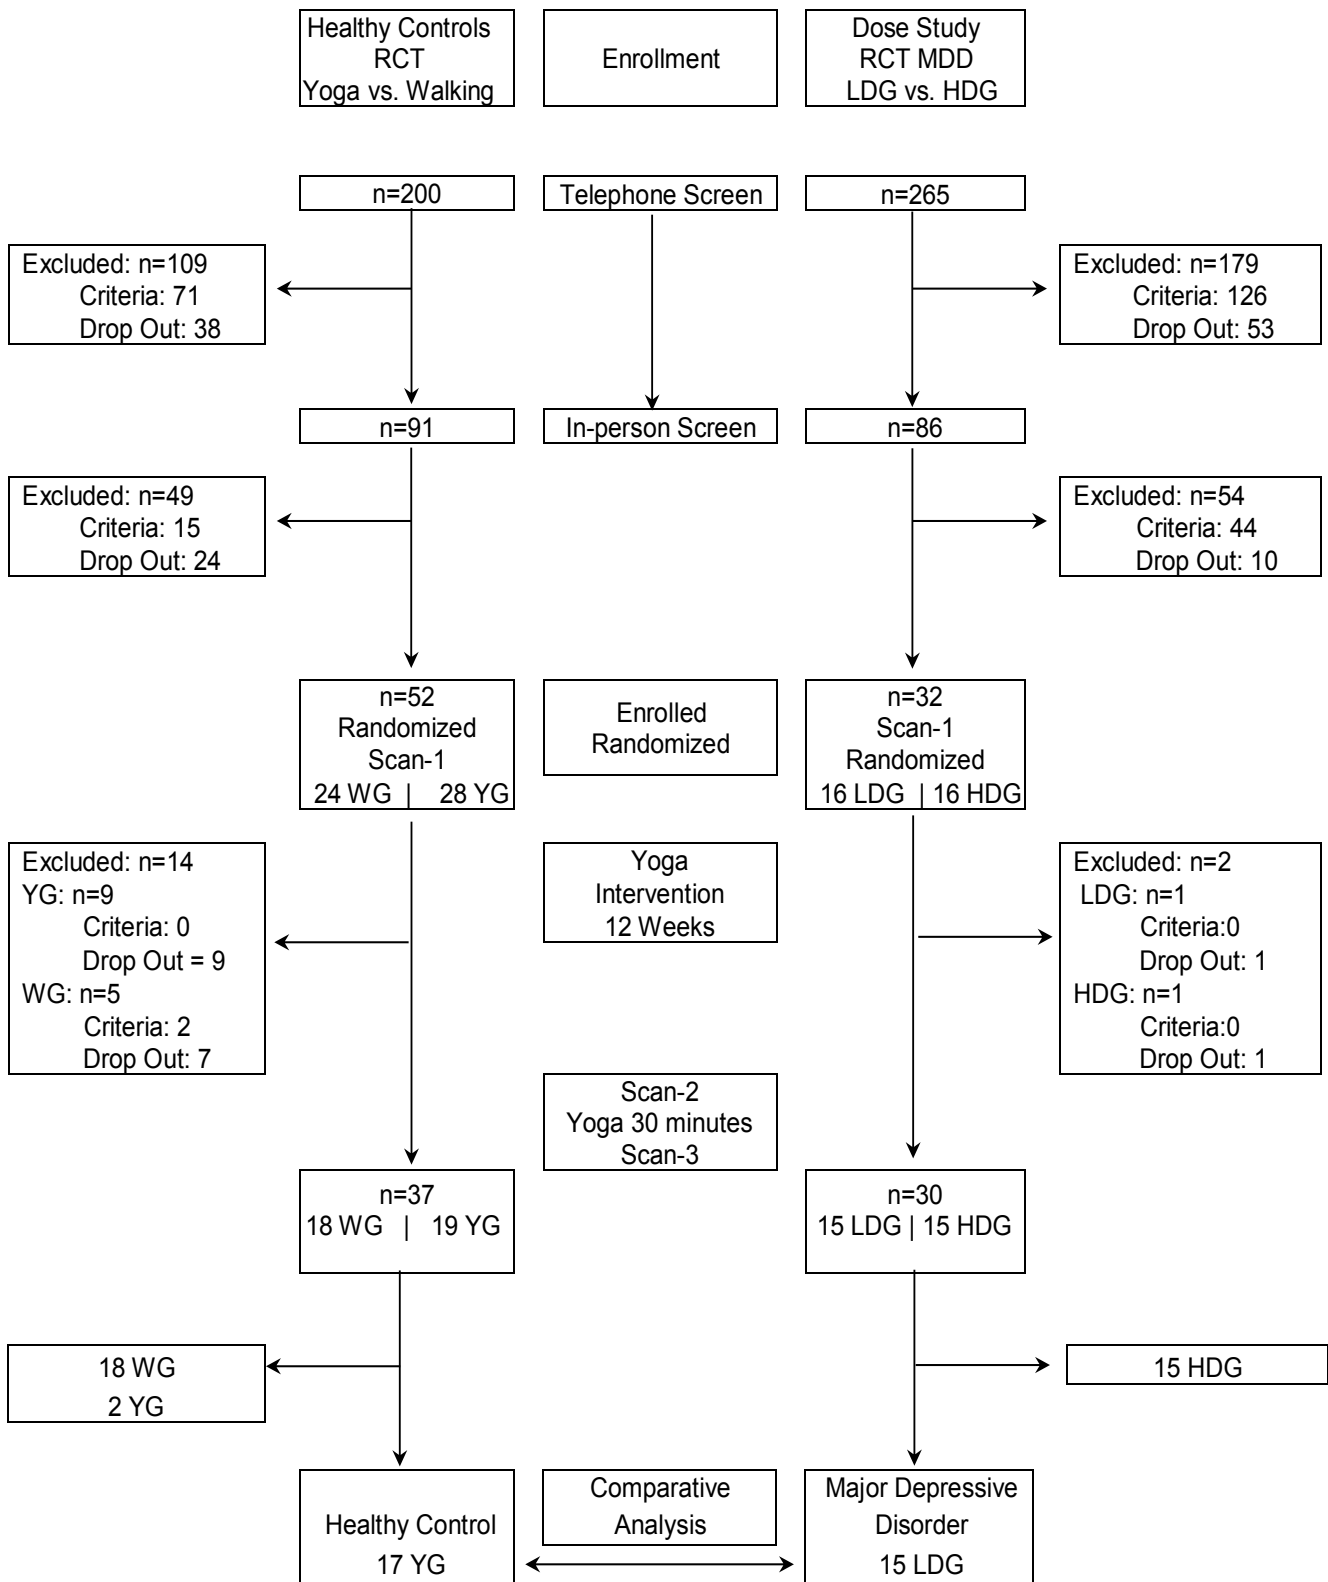 Healthy Controls
RCT
Yoga vs. Walking
Enrollment
Dose Study
RCT MDD
LDG vs. HDG
n=200
Telephone Screen
n=265
Excluded: n=109
Criteria: 71
Drop Out: 38
Excluded: n=179
Criteria: 126
Drop Out: 53
n=91
In-person Screen
n=86
Excluded: n=49
Criteria: 15
Drop Out: 24
Excluded: n=54
Criteria: 44
Drop Out: 10
n=52
Randomized
Scan-1
24 WG | 28 YG
Enrolled
Randomized
n=32
Scan-1
Randomized
16 LDG | 16 HDG
Excluded: n=14
YG: n=9
Criteria: 0
Drop Out = 9
WG: n=5
Criteria: 2
Drop Out: 7
Yoga
Intervention
12 Weeks
Excluded: n=2
LDG: n=1
Criteria:0
Drop Out: 1
HDG: n=1
Criteria:0
Drop Out: 1
Scan-2
Yoga 30 minutes
Scan-3
n=37
18 WG | 19 YG
n=30
15 LDG | 15 HDG
18 WG
2 YG
15 HDG
Healthy Control
17 YG
Comparative
Analysis
Major Depressive
Disorder
15 LDG